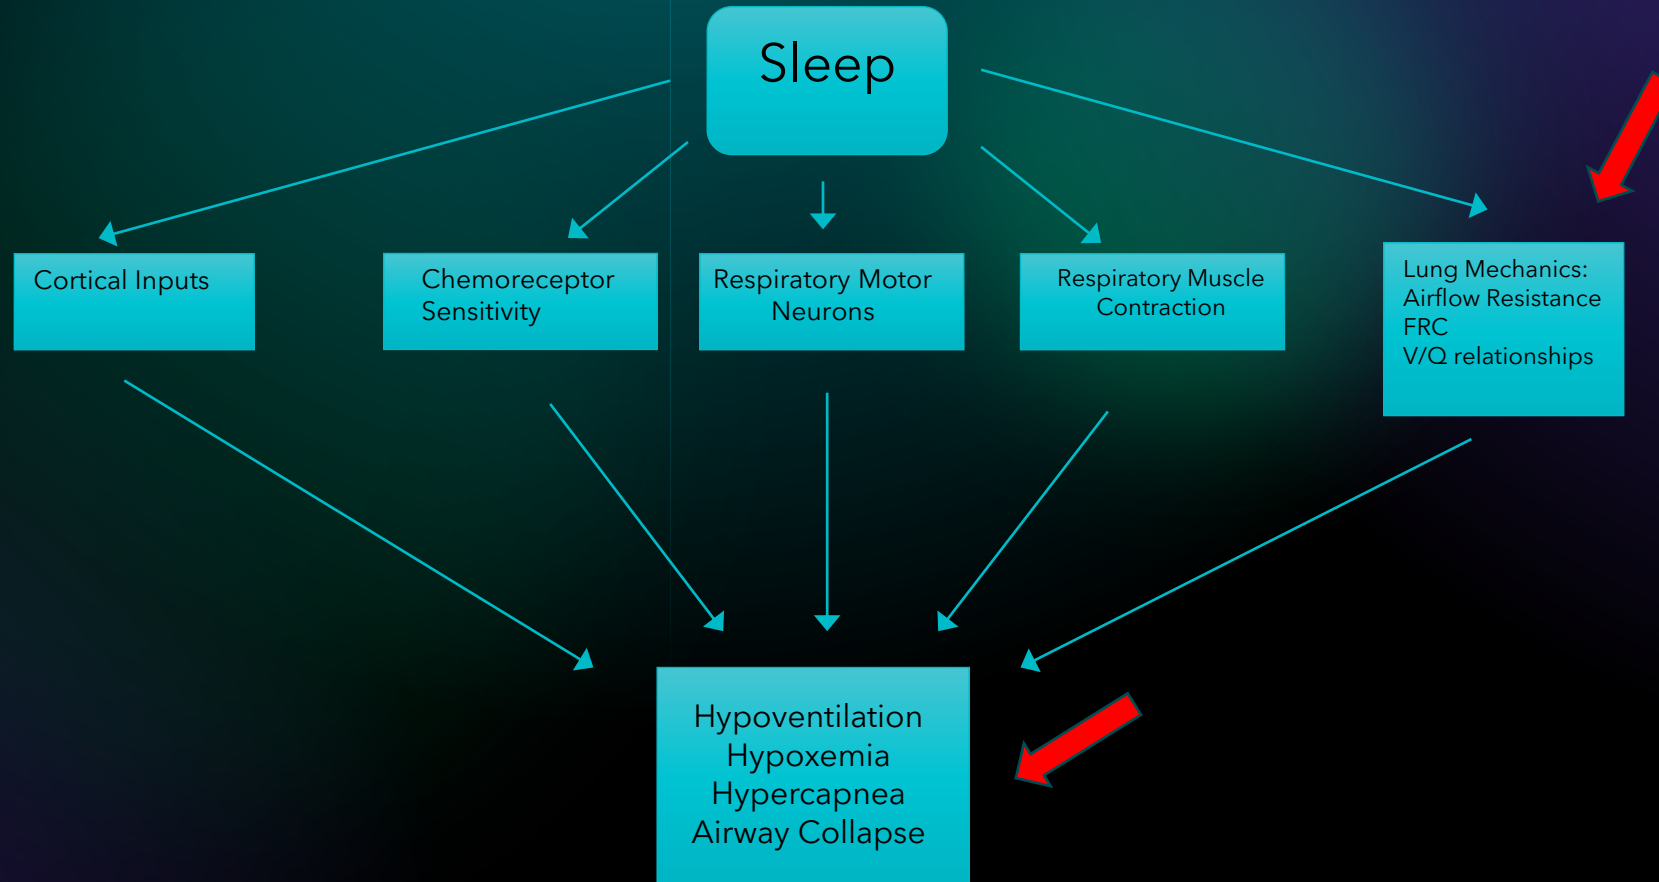 Sleep
Cortical Inputs
Chemoreceptor
Sensitivity
Respiratory Motor
Neurons
Respiratory Muscle
Contraction
Lung Mechanics:
Airflow Resistance
FRC
V/Q relationships
Hypoventilation
Hypoxemia
Hypercapnea
Airway Collapse